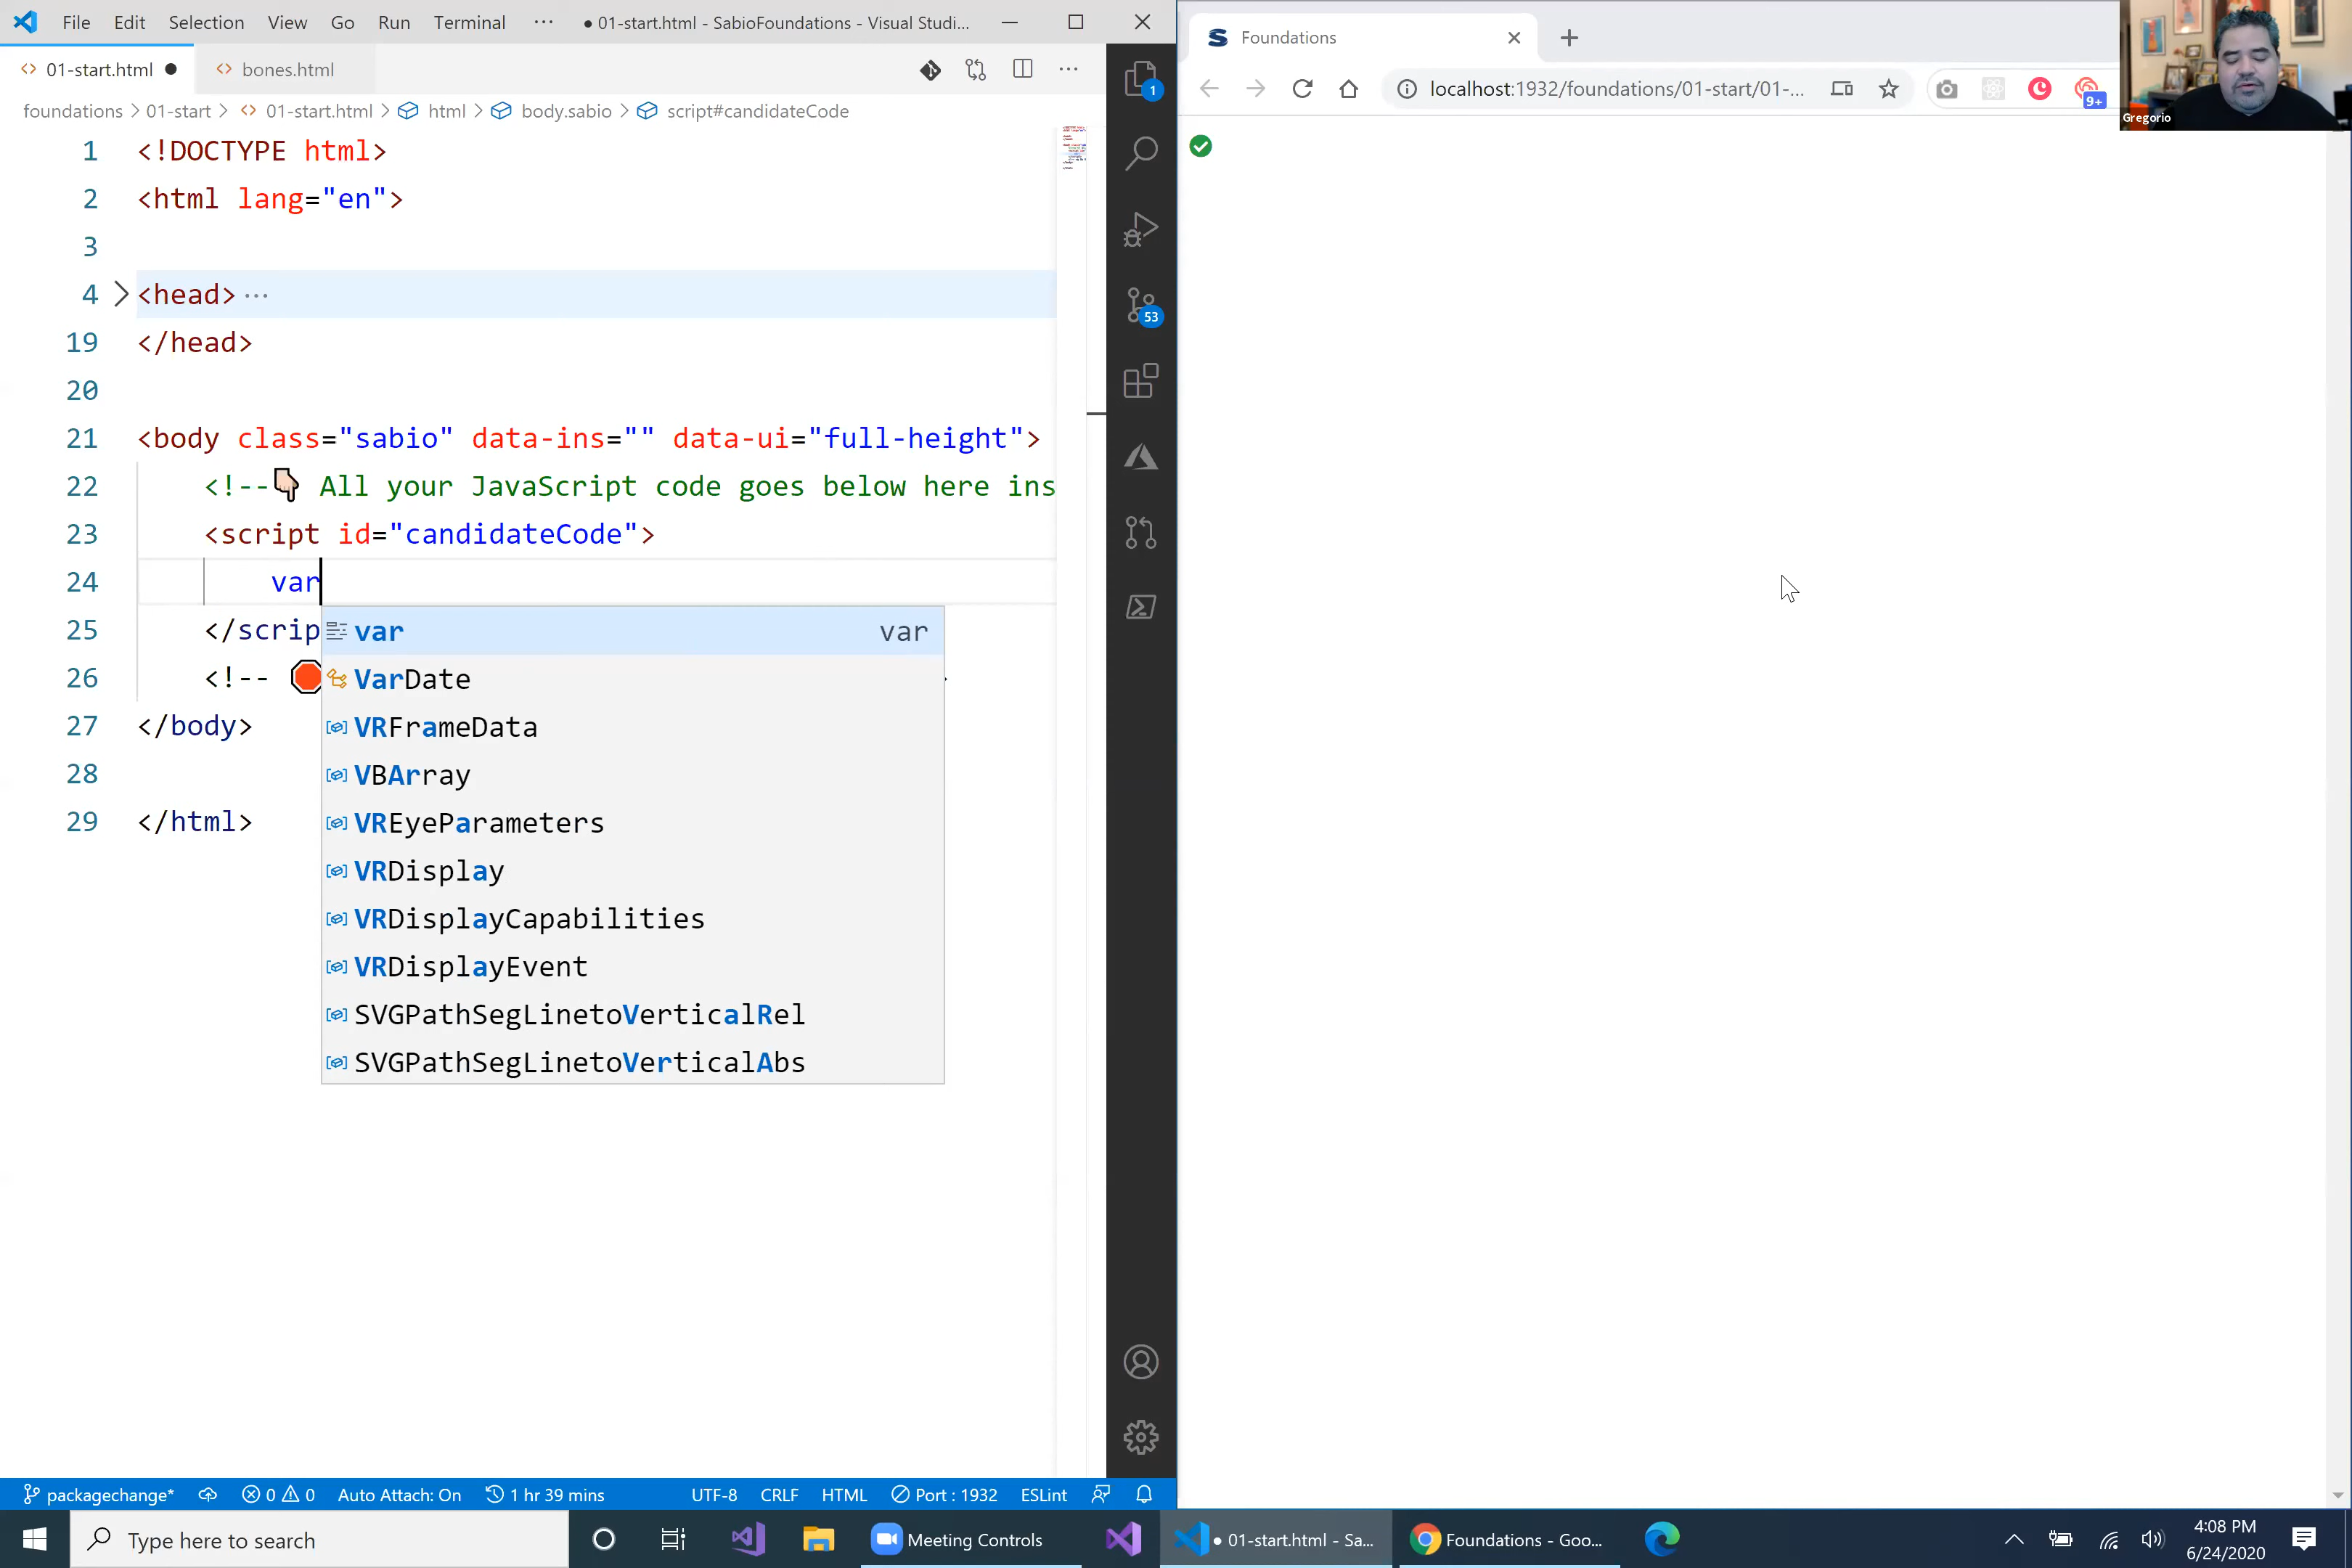 File Edit Selection View Go Run Terminal ··· ● 01-start.html - SabioFoundations - Visual Studi...
01-start.html ●
bones.html
foundations > 01-start > 01-start.html > html > body.sabio > script#candidateCode
1 <!DOCTYPE html>
2 <html lang="en">
3
4 <head> ···
19 </head>
20
21 <body class="sabio" data-ins="" data-ui="full-height">
22 <!--👇🏻 All your JavaScript code goes below here ins
23 <script id="candidateCode">
24 var
25 </scrip
26 <!-- 🛑
27 </body>
28
29 </html>
var var
VarDate
VRFrameData
VBArray
VREyeParameters
VRDisplay
VRDisplayCapabilities
VRDisplayEvent
SVGPathSegLinetoVerticalRel
SVGPathSegLinetoVerticalAbs
1
53
packagechange* 0 0 Auto Attach: On 1 hr 39 mins UTF-8 CRLF HTML Port : 1932 ESLint
Foundations
localhost:1932/foundations/01-start/01-...
9+
Gregorio
Type here to search
Meeting Controls
● 01-start.html - Sa...
Foundations - Goo...
4:08 PM
6/24/2020